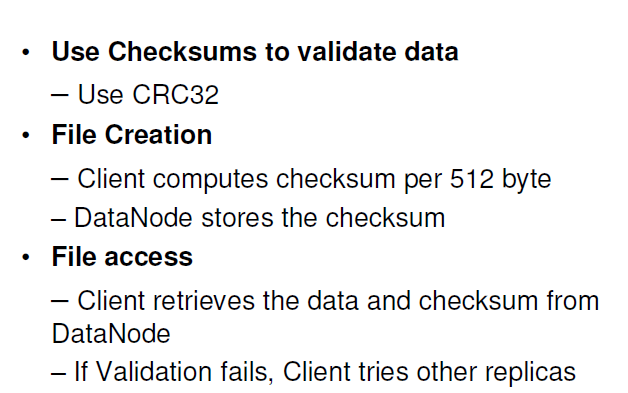 • Use Checksums to validate data
– Use CRC32
• File Creation
– Client computes checksum per 512 byte
– DataNode stores the checksum
• File access
– Client retrieves the data and checksum from
DataNode
– If Validation fails, Client tries other replicas